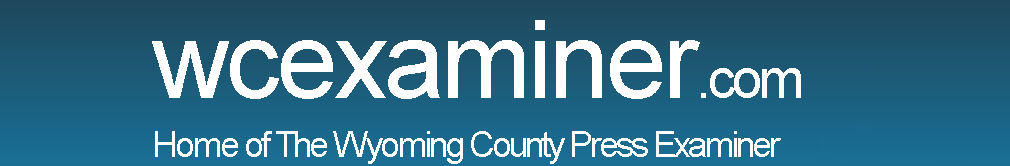 wcexaminer.com
Home of The Wyoming County Press Examiner